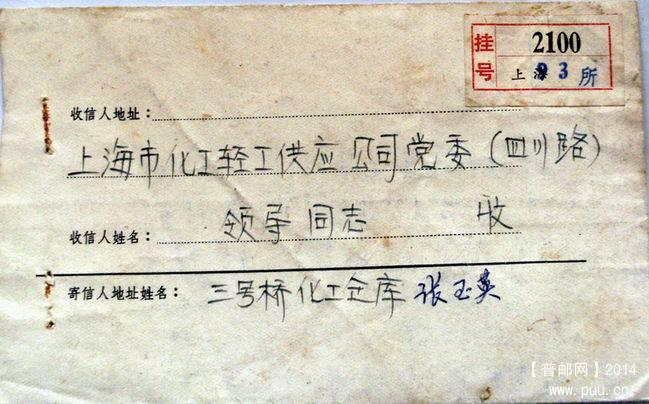 挂号 2100
上海 93 所
收信人地址：
上海市化工轻工供应公司党委（四川路）
收信人姓名： 领导同志 收
寄信人地址姓名： 三号桥化工仓库 张玉英
【普邮网】2014
www.puu.cn